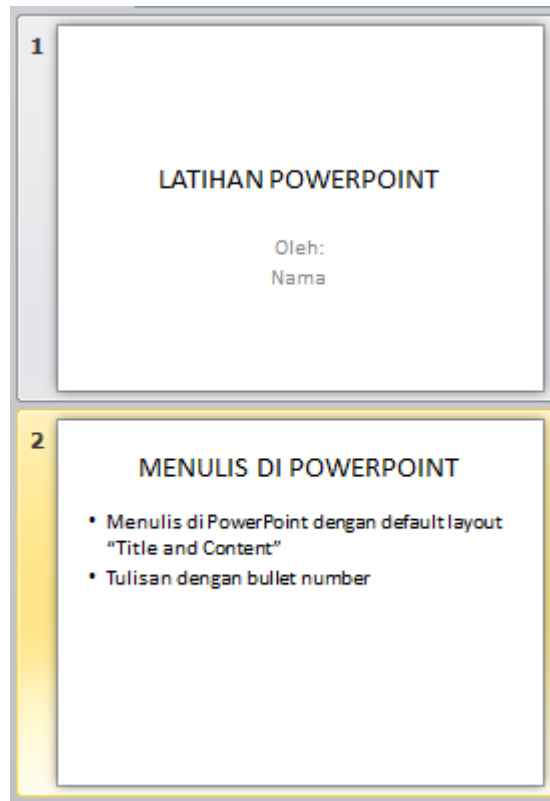 1
LATIHAN POWERPOINT
Oleh:
Nama
2
MENULIS DI POWERPOINT
• Menulis di PowerPoint dengan default layout
“Title and Content”
• Tulisan dengan bullet number